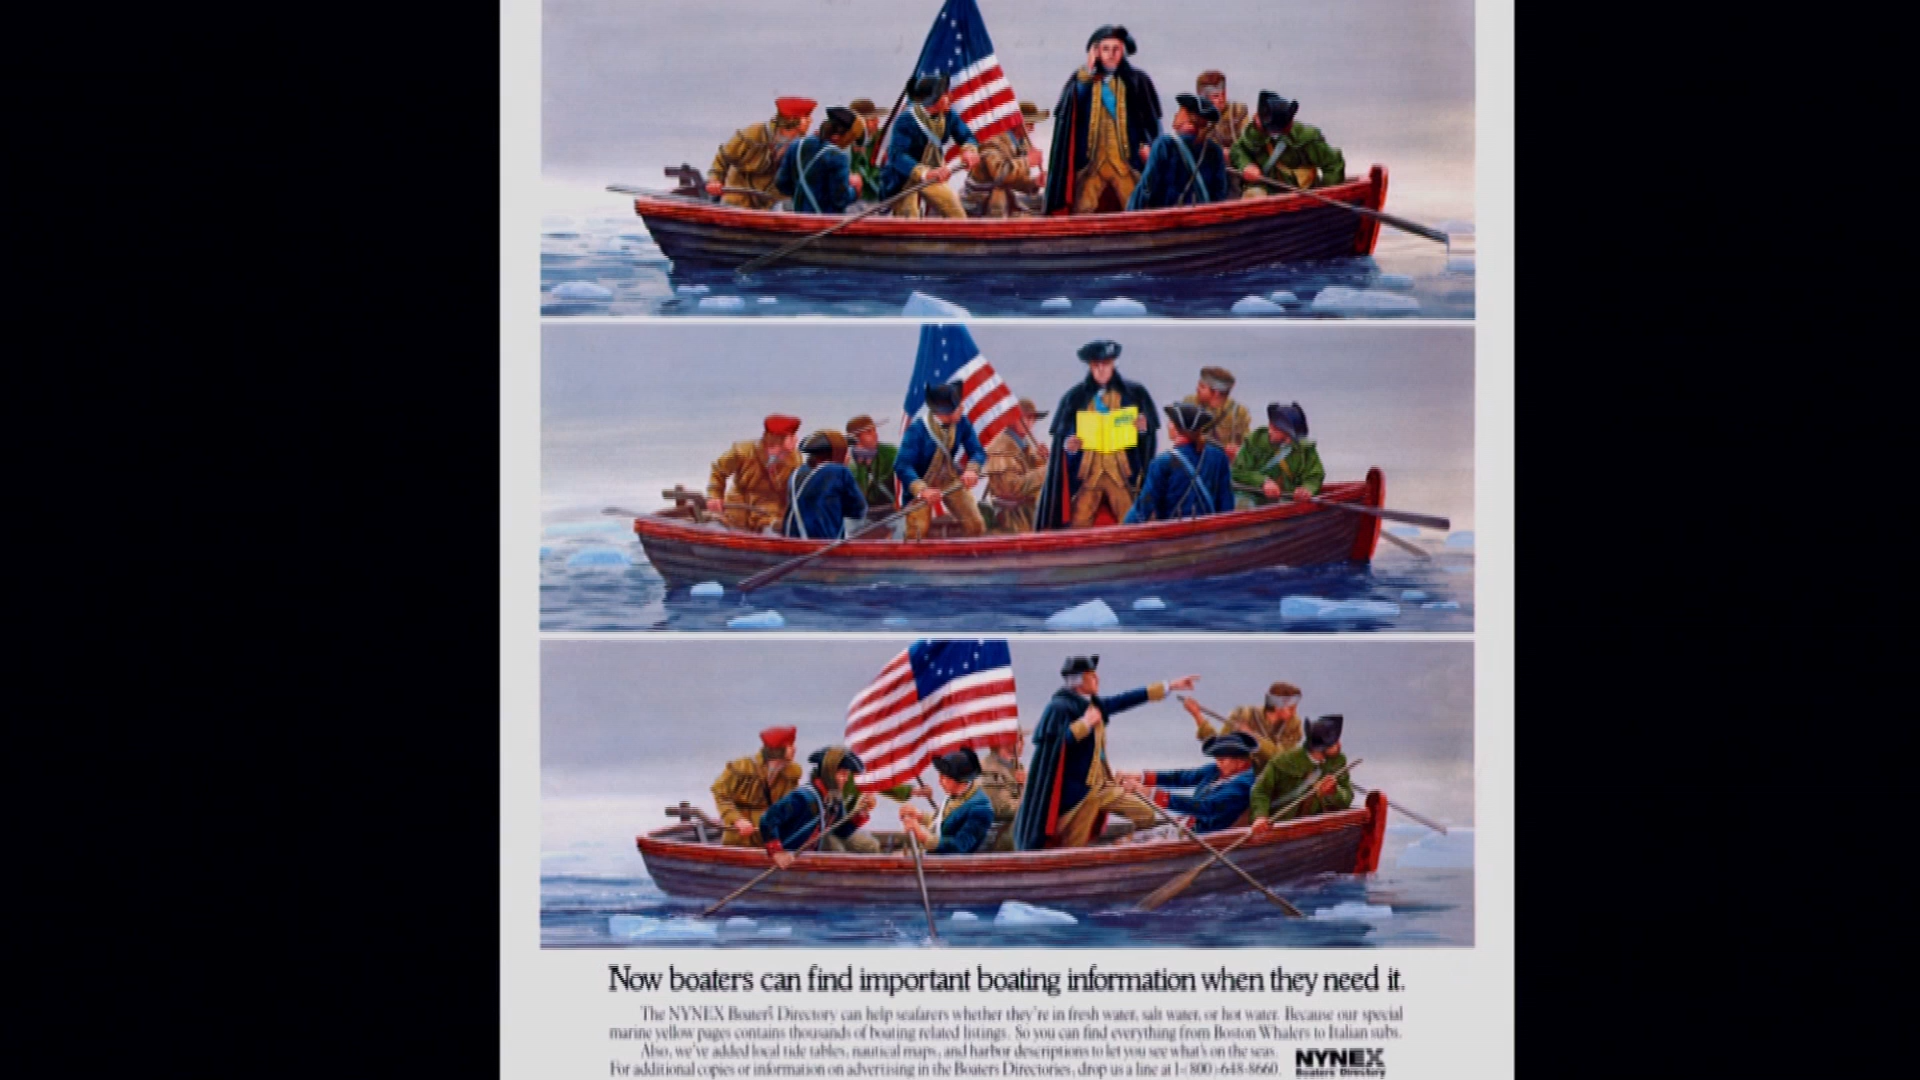 Now boaters can find important boating information when they need it.
The NYNEX Boaters Directory can help seafarers whether they're in fresh water, salt water, or hot water. Because our special
marine yellow pages contains thousands of boating related listings. So you can find everything from Boston Whalers to Italian subs.
Also, we've added local tide tables, nautical maps, and harbor descriptions to let you see what's on the seas.
For additional copies or information on advertising in the Boaters Directories, drop us a line at 1-(800)-648-8660.
NYNEX
Boaters Directory